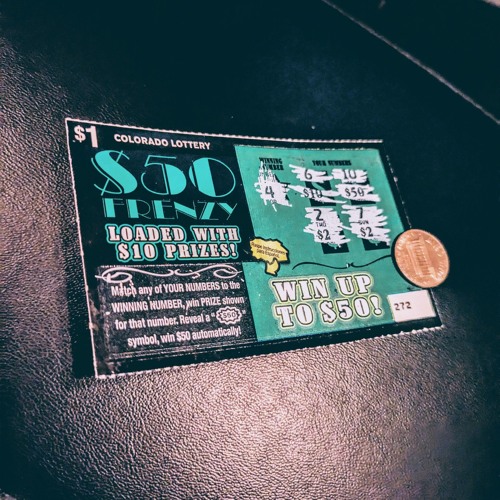 $1 COLORADO LOTTERY
$50
FRENZY
LOADED WITH
$10 PRIZES!
Match any of YOUR NUMBERS to the
WINNING NUMBER, win PRIZE shown
for that number. Reveal a "$50"
symbol, win $50 automatically!
WINNING
NUMBER
4
YOUR NUMBERS
6 10
$10 $50
2 7
TWO
$2 $2
WIN UP
TO $50!
272